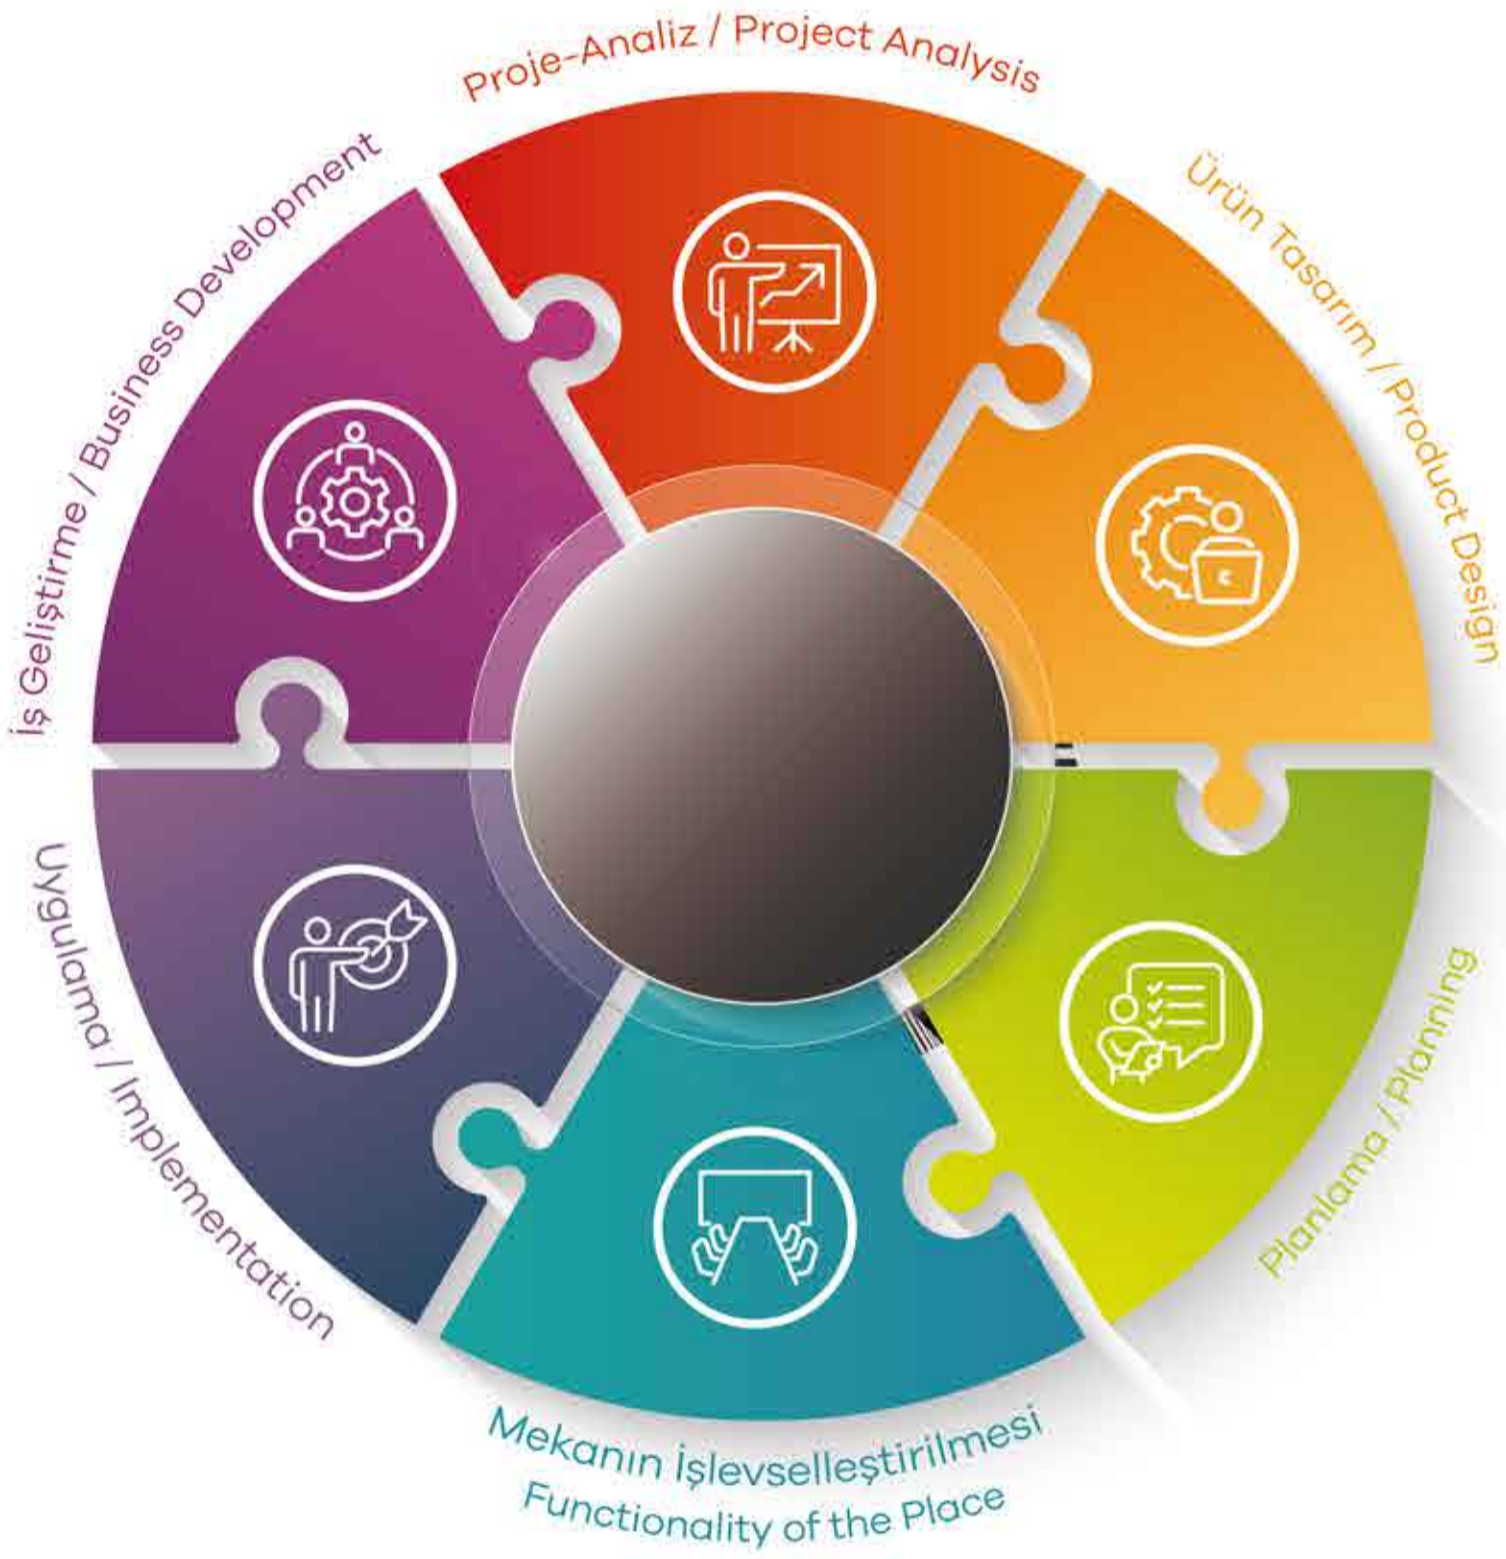 Proje-Analiz / Project Analysis
Ürün Tasarım / Product Design
Planlama / Planning
Mekanın İşlevselleştirilmesi
Functionality of the Place
Uygulama / Implementation
İş Geliştirme / Business Development